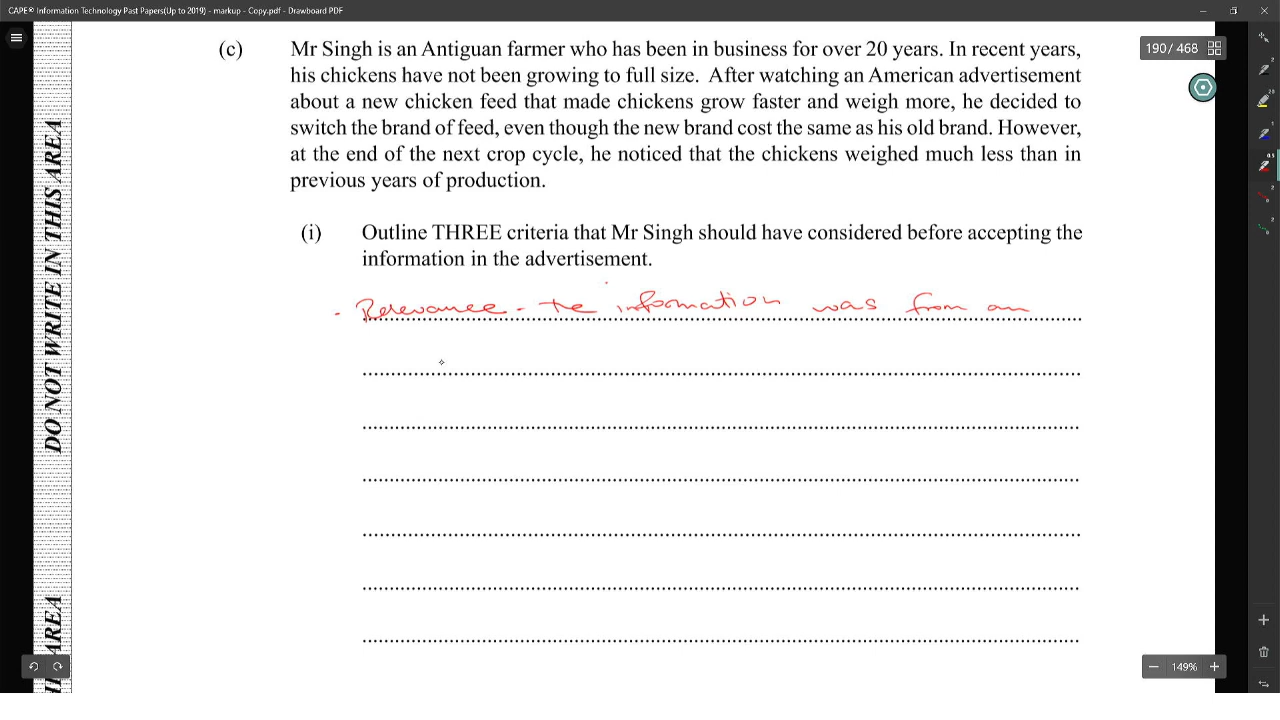 CAPE® Information Technology Past Papers(Up to 2019) - markup - Copy.pdf - Drawboard PDF
190 / 468
(c) Mr Singh is an Antiguan farmer who has been in business for over 20 years. In recent years,
his chickens have not been growing to full size. After watching an American advertisement
about a new chicken feed that made chickens grow faster and weigh more, he decided to
switch the brand of feed even though the new brand cost the same as his old brand. However,
at the end of the next crop cycle, he noticed that the chickens weighed much less than in
previous years of production.
(i) Outline THREE criteria that Mr Singh should have considered before accepting the
information in the advertisement.
- Relevance - the information was from an
DO NOT WRITE IN THIS AREA
AREA
149%